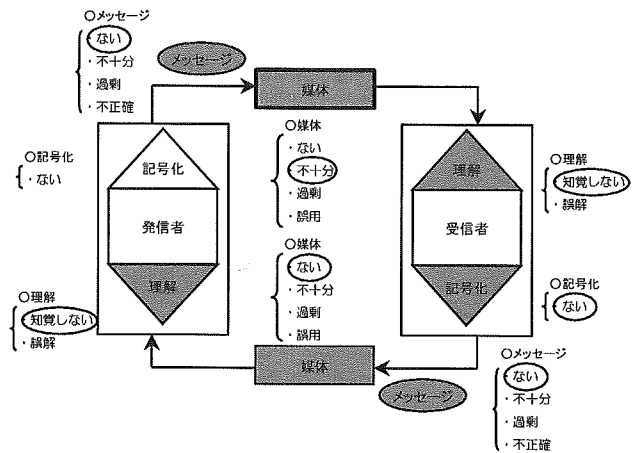 ○メッセージ
・ない
・不十分
・過剰
・不正確
メッセージ
媒体
○記号化
・ない
記号化
発信者
理解
○媒体
・ない
・不十分
・過剰
・誤用
理解
受信者
記号化
○理解
・知覚しない
・誤解
○媒体
・ない
・不十分
・過剰
・誤用
○理解
・知覚しない
・誤解
○記号化
・ない
媒体
メッセージ
○メッセージ
・ない
・不十分
・過剰
・不正確